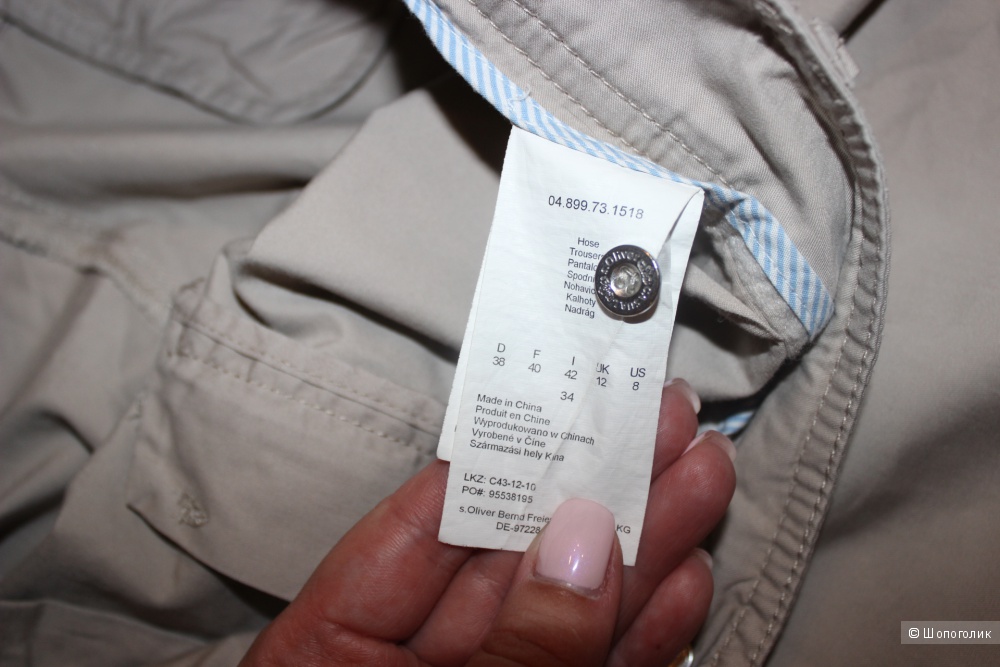 04.899.73.1518
Hose
Trouser
Pantalo
Spodni
Nohavic
Kalhoty
Nadrág
D F I UK US
38 40 42 12 8
34
Made in China
Produit en Chine
Wyprodukowano w Chinach
Vyrobené v Číne
Származási hely Kína
LKZ: C43-12-10
PO#: 95538195
s.Oliver Bernd Freier KG
DE-97228
s.Oliver
© Шопоголик